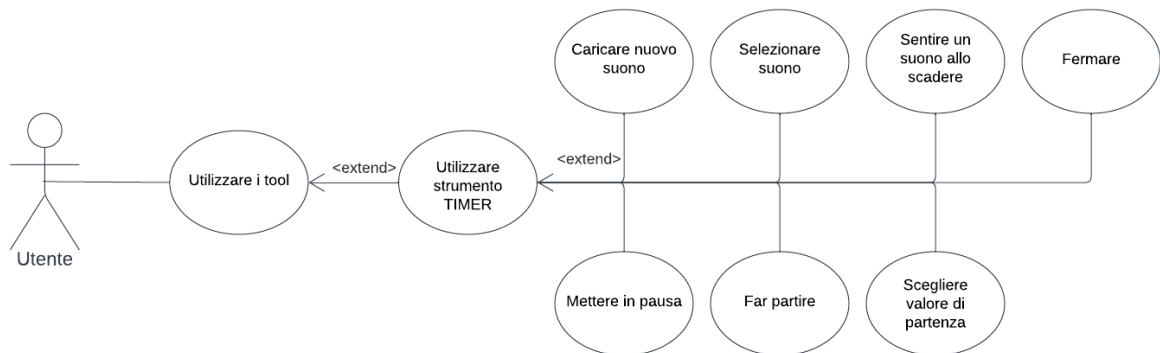 Caricare nuovo
suono
Selezionare
suono
Sentire un
suono allo
scadere
Fermare
Utente
Utilizzare i tool
<extend>
Utilizzare
strumento
TIMER
<extend>
Mettere in pausa
Far partire
Scegliere
valore di
partenza